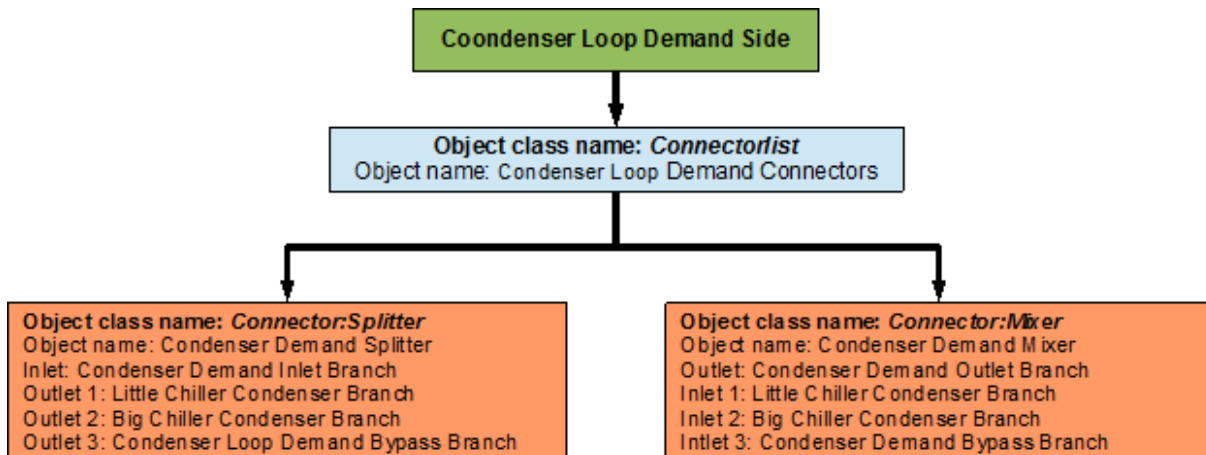 Coondenser Loop Demand Side
Object class name: Connectorlist
Object name: Condenser Loop Demand Connectors
Object class name: Connector:Splitter
Object name: Condenser Demand Splitter
Inlet: Condenser Demand Inlet Branch
Outlet 1: Little Chiller Condenser Branch
Outlet 2: Big Chiller Condenser Branch
Outlet 3: Condenser Loop Demand Bypass Branch
Object class name: Connector:Mixer
Object name: Condenser Demand Mixer
Outlet: Condenser Demand Outlet Branch
Inlet 1: Little Chiller Condenser Branch
Inlet 2: Big Chiller Condenser Branch
Intlet 3: Condenser Demand Bypass Branch